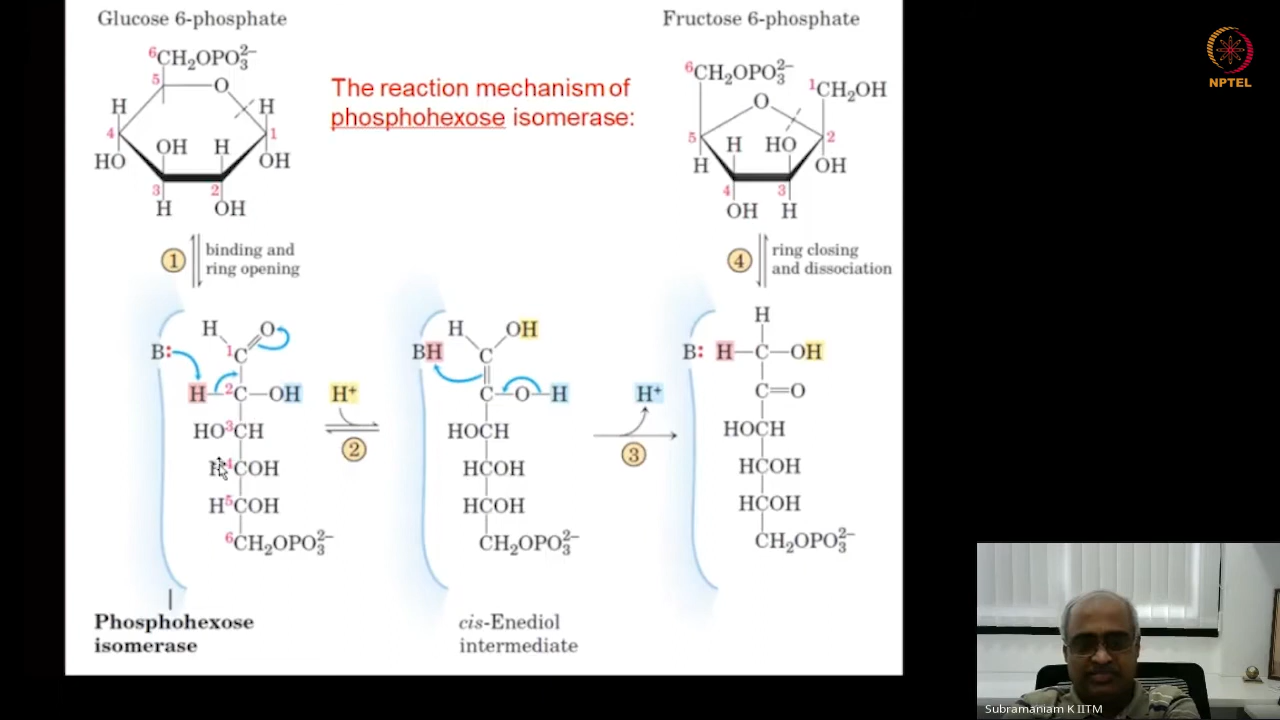 Glucose 6-phosphate
Fructose 6-phosphate
NPTEL
The reaction mechanism of
phosphohexose isomerase:
6CH2OPO3 2−
5
O
H
H
4
1
HO
OH
H
OH
3
2
H
OH
6CH2OPO3 2−
1CH2OH
O
5
H
HO
2
H
OH
4
3
OH
H
1
binding and
ring opening
4
ring closing
and dissociation
H
O
B:
1C
H–2C–OH
HO3CH
4COH
H5COH
6CH2OPO3 2−
H+
2
H
OH
BH
C
C–O–H
HOCH
HCOH
HCOH
CH2OPO3 2−
H+
3
H
B: H–C–OH
C=O
HOCH
HCOH
HCOH
CH2OPO3 2−
Phosphohexose
isomerase
cis-Enediol
intermediate
Subramaniam K IITM